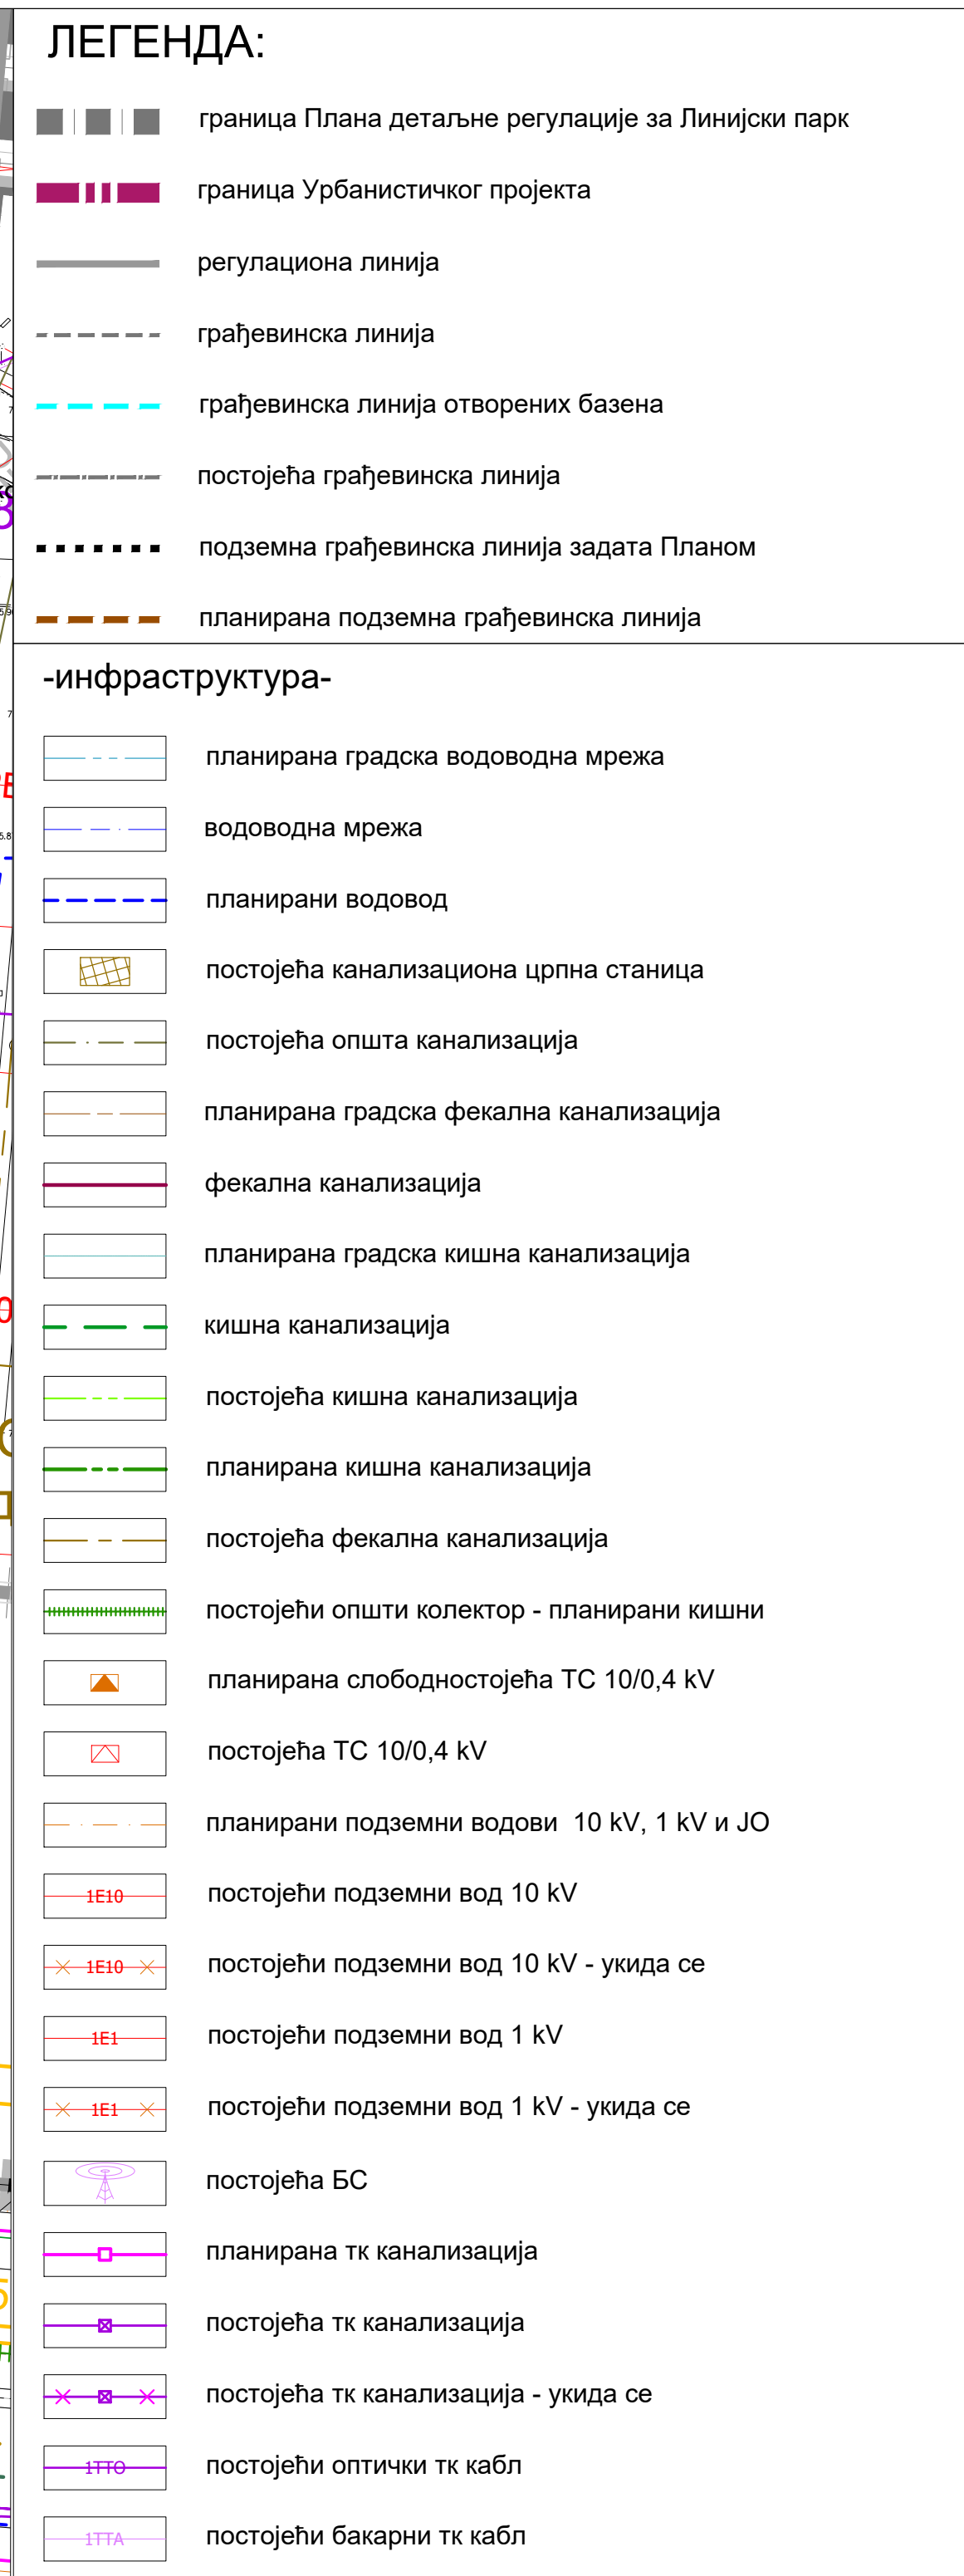 ЛЕГЕНДА:
граница Плана детаљне регулације за Линијски парк
граница Урбанистичког пројекта
регулациона линија
грађевинска линија
грађевинска линија отворених базена
постојећа грађевинска линија
подземна грађевинска линија задата Планом
планирана подземна грађевинска линија
-инфраструктура-
планирана градска водоводна мрежа
водоводна мрежа
планирани водовод
постојећа канализациона црпна станица
постојећа општа канализација
планирана градска фекална канализација
фекална канализација
планирана градска кишна канализација
кишна канализација
постојећа кишна канализација
планирана кишна канализација
постојећа фекална канализација
постојећи општи колектор - планирани кишни
планирана слободностојећа ТС 10/0,4 kV
постојећа ТС 10/0,4 kV
планирани подземни водови 10 kV, 1 kV и ЈО
1E10 постојећи подземни вод 10 kV
1E10 постојећи подземни вод 10 kV - укида се
1E1 постојећи подземни вод 1 kV
1E1 постојећи подземни вод 1 kV - укида се
постојећа БС
планирана тк канализација
постојећа тк канализација
постојећа тк канализација - укида се
1TTO постојећи оптички тк кабл
1TTA постојећи бакарни тк кабл